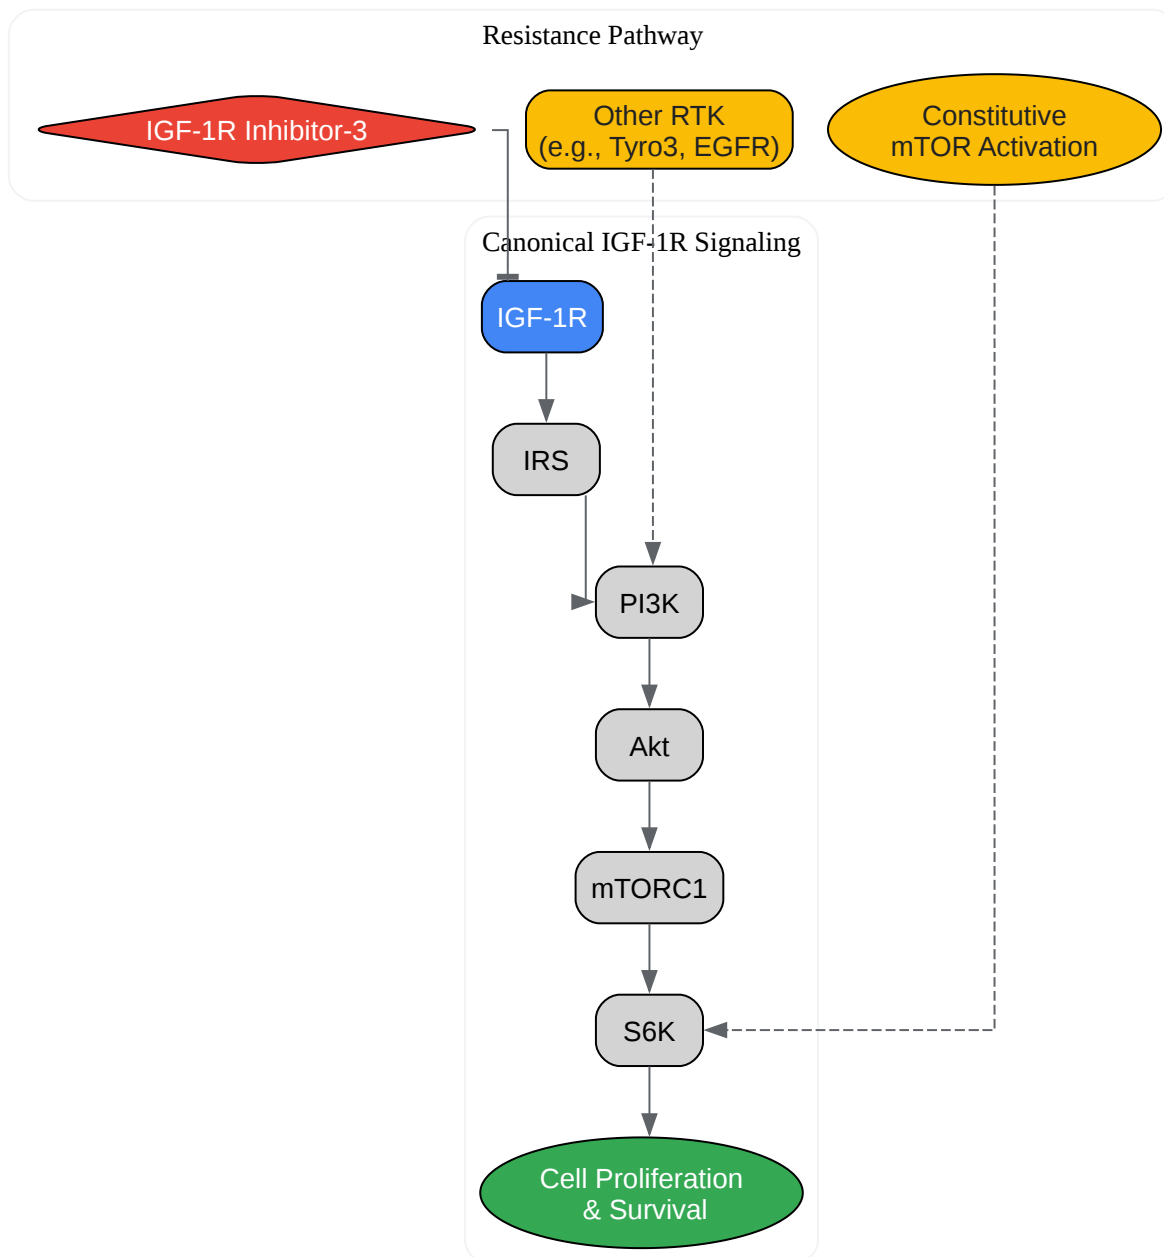 Resistance Pathway
IGF-1R Inhibitor-3
Other RTK
(e.g., Tyro3, EGFR)
Constitutive
mTOR Activation
Canonical IGF-1R Signaling
IGF-1R
IRS
PI3K
Akt
mTORC1
S6K
Cell Proliferation
& Survival